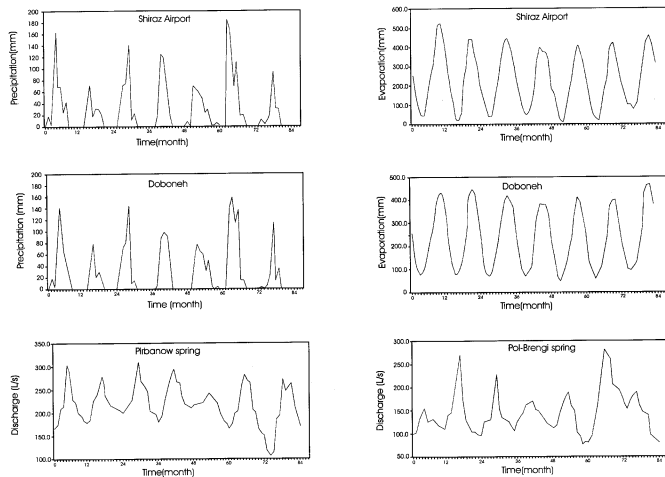 Shiraz Airport
Precipitation(mm)
200
180
160
140
120
100
80
60
40
20
0
0 12 24 36 48 60 72 84
Time(month)
Shiraz Airport
Evaporation(mm)
600.0
500.0
400.0
300.0
200.0
100.0
0.0
0 12 24 36 48 60 72 84
Time(month)
Doboneh
Precipitation (mm)
200
180
160
140
120
100
80
60
40
20
0
0 12 24 36 48 60 72 84
Time (month)
Doboneh
Evaporation(mm)
500.0
400.0
300.0
200.0
100.0
0.0
0 12 24 36 48 60 72 84
Time(month)
Pirbanow spring
Discharge (L/s)
350.0
300.0
250.0
200.0
150.0
100.0
0 12 24 36 48 60 72 84
Time(month)
Pol-Brengi spring
Discharge (L/s)
300.0
250.0
200.0
150.0
100.0
50.0
0 12 24 36 48 60 72 84
Time(month)